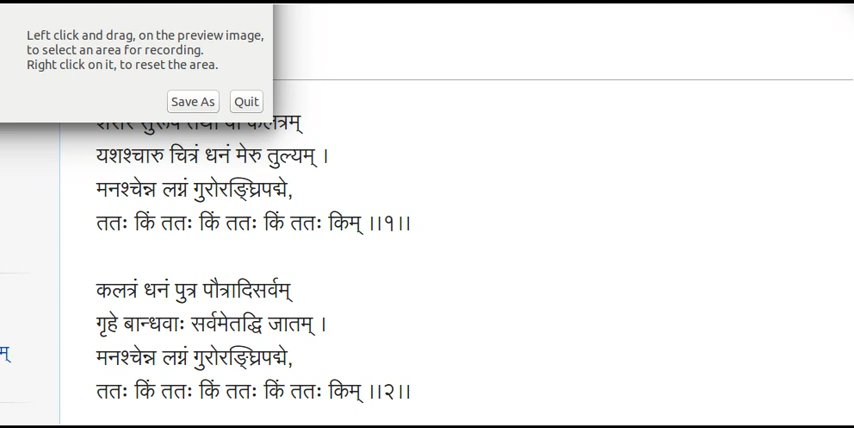 Left click and drag, on the preview image,
to select an area for recording.
Right click on it, to reset the area.
Save As
Quit
कलत्रम्
यशश्चारु चित्रं धनं मेरु तुल्यम् ।
मनश्चेन्न लग्नं गुरोरङ्घ्रिपद्मे,
ततः किं ततः किं ततः किं ततः किम् ।।१।।
कलत्रं धनं पुत्र पौत्रादिसर्वम्
गृहे बान्धवाः सर्वमेतद्धि जातम् ।
मनश्चेन्न लग्नं गुरोरङ्घ्रिपद्मे,
ततः किं ततः किं ततः किं ततः किम् ।।२।।